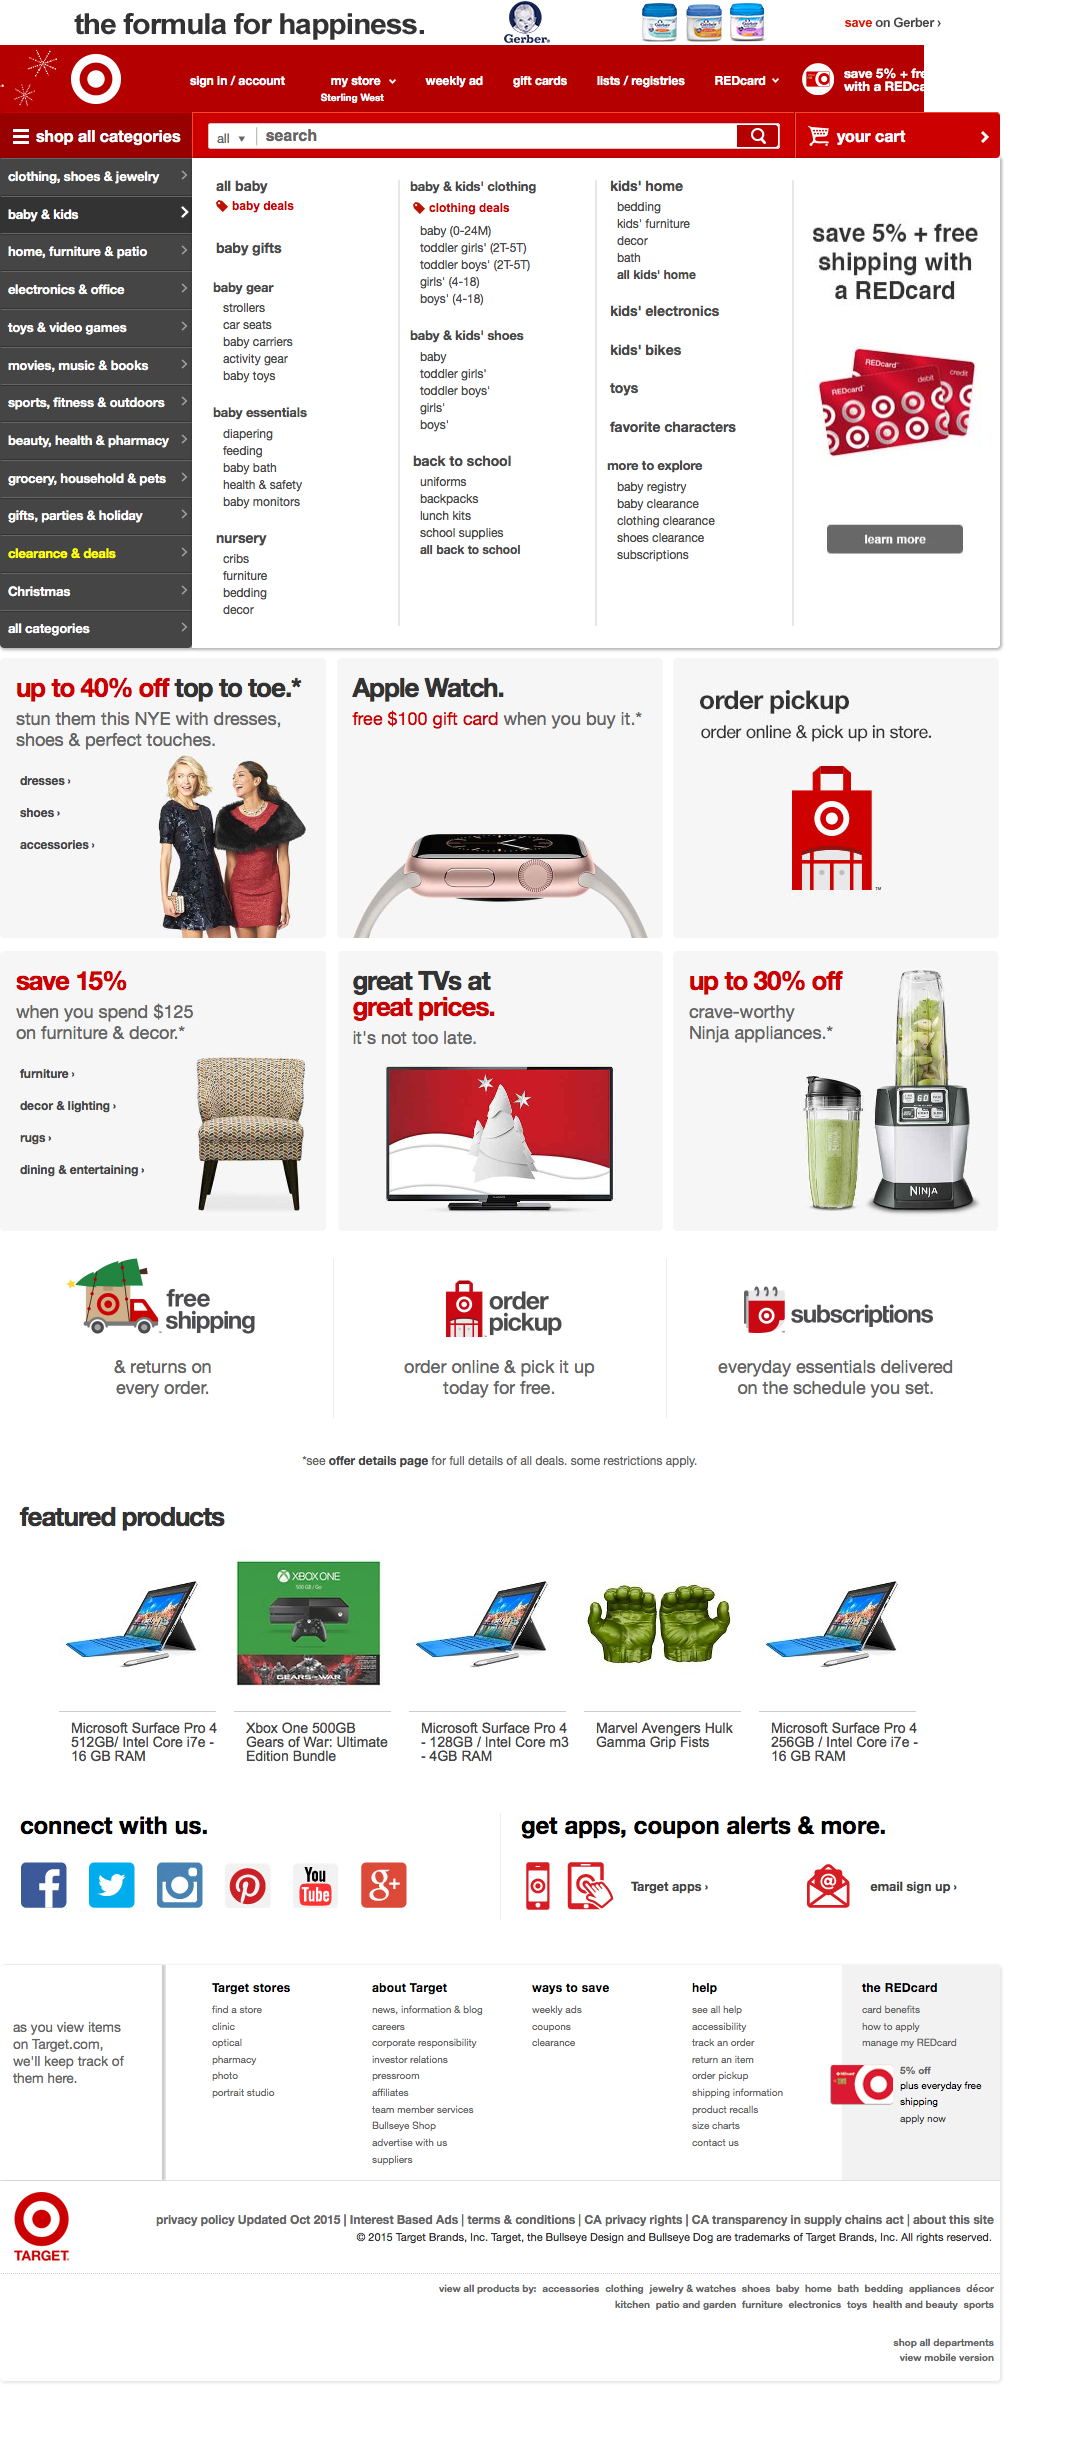 the formula for happiness.
Gerber.
save on Gerber ›
sign in / account
my store
Sterling West
weekly ad
gift cards
lists / registries
REDcard
save 5% + fre
with a REDca
shop all categories
all
search
your cart
clothing, shoes & jewelry
baby & kids
home, furniture & patio
electronics & office
toys & video games
movies, music & books
sports, fitness & outdoors
beauty, health & pharmacy
grocery, household & pets
gifts, parties & holiday
clearance & deals
Christmas
all categories
all baby
baby deals
baby gifts
baby gear
strollers
car seats
baby carriers
activity gear
baby toys
baby essentials
diapering
feeding
baby bath
health & safety
baby monitors
nursery
cribs
furniture
bedding
decor
baby & kids' clothing
clothing deals
baby (0-24M)
toddler girls' (2T-5T)
toddler boys' (2T-5T)
girls' (4-18)
boys' (4-18)
baby & kids' shoes
baby
toddler girls'
toddler boys'
girls'
boys'
back to school
uniforms
backpacks
lunch kits
school supplies
all back to school
kids' home
bedding
kids' furniture
decor
bath
all kids' home
kids' electronics
kids' bikes
toys
favorite characters
more to explore
baby registry
baby clearance
clothing clearance
shoes clearance
subscriptions
save 5% + free
shipping with
a REDcard
REDcard
credit
REDcard
debit
learn more
up to 40% off top to toe.*
stun them this NYE with dresses,
shoes & perfect touches.
dresses ›
shoes ›
accessories ›
Apple Watch.
free $100 gift card when you buy it.*
order pickup
order online & pick up in store.
TM
save 15%
when you spend $125
on furniture & decor.*
furniture ›
decor & lighting ›
rugs ›
dining & entertaining ›
great TVs at
great prices.
it's not too late.
up to 30% off
crave-worthy
Ninja appliances.*
NINJA
free
shipping
& returns on
every order.
order
pickup
order online & pick it up
today for free.
subscriptions
everyday essentials delivered
on the schedule you set.
*see offer details page for full details of all deals. some restrictions apply.
featured products
XBOX ONE
GEARS WAR
Microsoft Surface Pro 4
512GB/ Intel Core i7e -
16 GB RAM
Xbox One 500GB
Gears of War: Ultimate
Edition Bundle
Microsoft Surface Pro 4
- 128GB / Intel Core m3
- 4GB RAM
Marvel Avengers Hulk
Gamma Grip Fists
Microsoft Surface Pro 4
256GB / Intel Core i7e -
16 GB RAM
connect with us.
You
Tube
g+
get apps, coupon alerts & more.
Target apps ›
email sign up ›
as you view items
on Target.com,
we'll keep track of
them here.
Target stores
find a store
clinic
optical
pharmacy
photo
portrait studio
about Target
news, information & blog
careers
corporate responsibility
investor relations
pressroom
affiliates
team member services
Bullseye Shop
advertise with us
suppliers
ways to save
weekly ads
coupons
clearance
help
see all help
accessibility
track an order
return an item
order pickup
shipping information
product recalls
size charts
contact us
the REDcard
card benefits
how to apply
manage my REDcard
5% off
plus everyday free
shipping
apply now
TARGET
privacy policy Updated Oct 2015 | Interest Based Ads | terms & conditions | CA privacy rights | CA transparency in supply chains act | about this site
© 2015 Target Brands, Inc. Target, the Bullseye Design and Bullseye Dog are trademarks of Target Brands, Inc. All rights reserved.
view all products by: accessories clothing jewelry & watches shoes baby home bath bedding appliances décor
kitchen patio and garden furniture electronics toys health and beauty sports
shop all departments
view mobile version